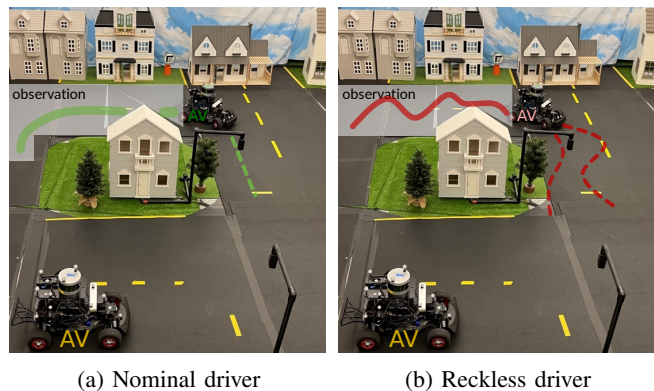 observation
AV
AV
(a) Nominal driver
observation
AV
AV
(b) Reckless driver